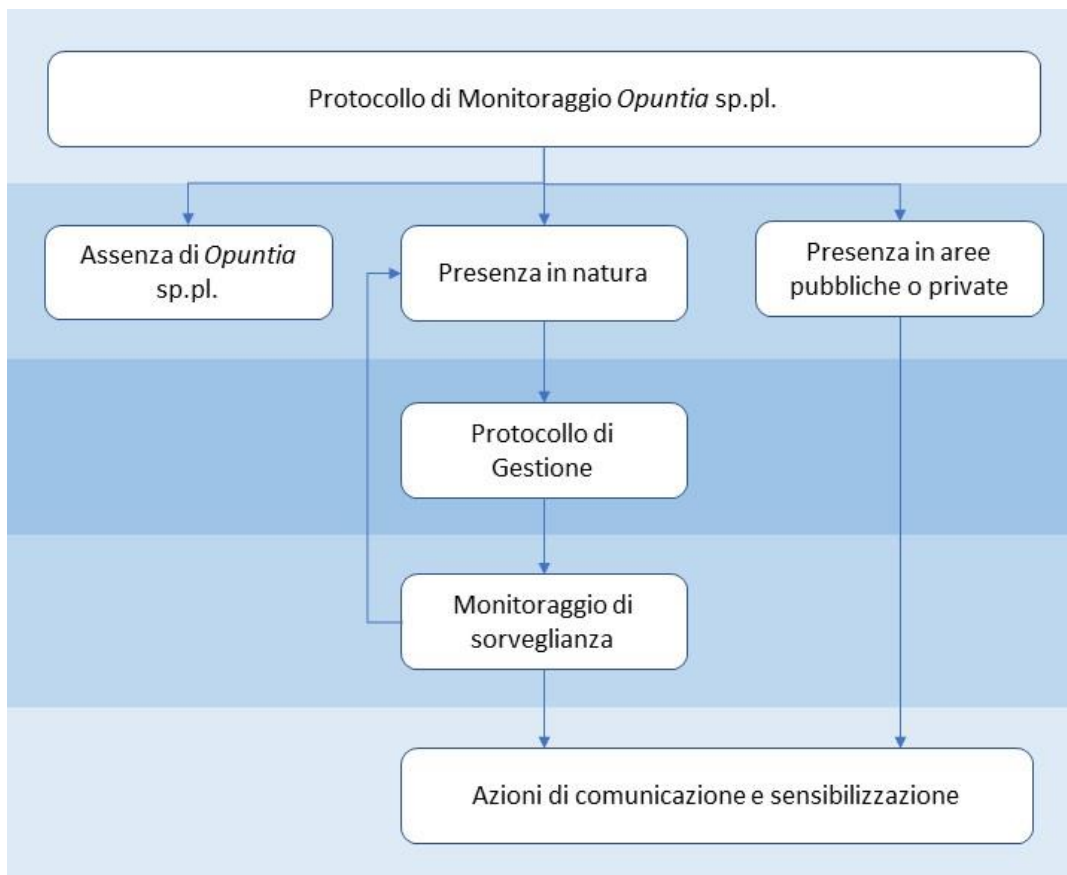 Protocollo di Monitoraggio Opuntia sp.pl.
Assenza di Opuntia
sp.pl.
Presenza in natura
Presenza in aree
pubbliche o private
Protocollo di
Gestione
Monitoraggio di
sorveglianza
Azioni di comunicazione e sensibilizzazione